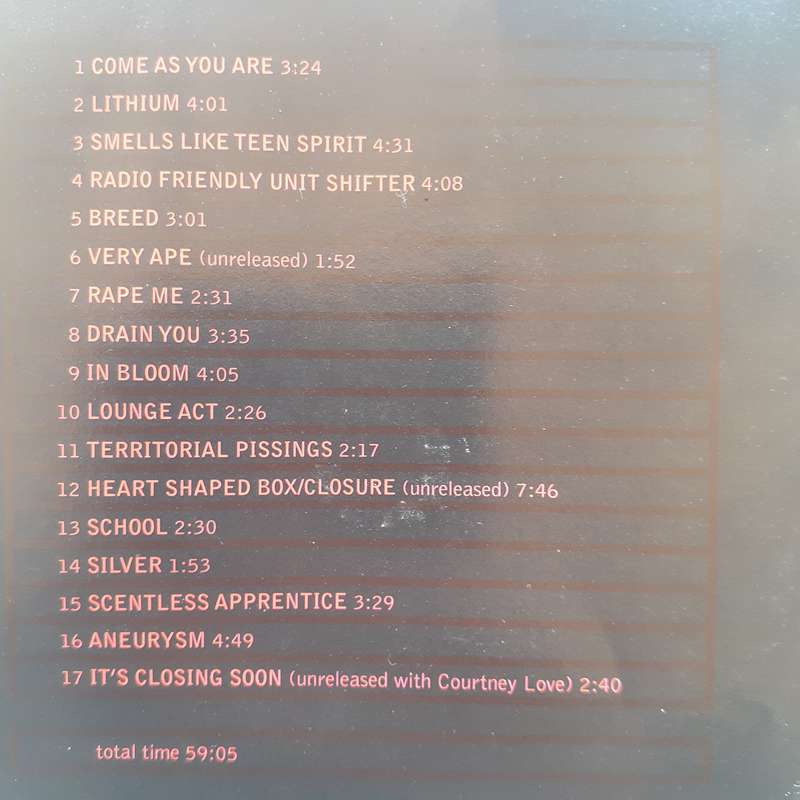 1 COME AS YOU ARE 3:24
2 LITHIUM 4:01
3 SMELLS LIKE TEEN SPIRIT 4:31
4 RADIO FRIENDLY UNIT SHIFTER 4:08
5 BREED 3:01
6 VERY APE (unreleased) 1:52
7 RAPE ME 2:31
8 DRAIN YOU 3:35
9 IN BLOOM 4:05
10 LOUNGE ACT 2:26
11 TERRITORIAL PISSINGS 2:17
12 HEART SHAPED BOX/CLOSURE (unreleased) 7:46
13 SCHOOL 2:30
14 SILVER 1:53
15 SCENTLESS APPRENTICE 3:29
16 ANEURYSM 4:49
17 IT'S CLOSING SOON (unreleased with Courtney Love) 2:40
total time 59:05